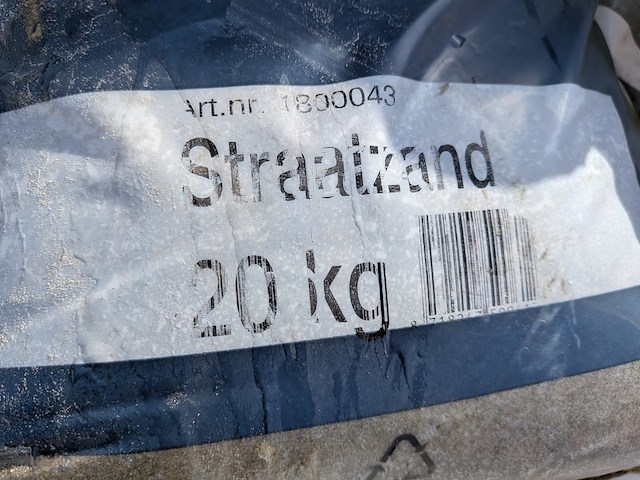 Art.nr. 1800043
Straatzand
20 kg